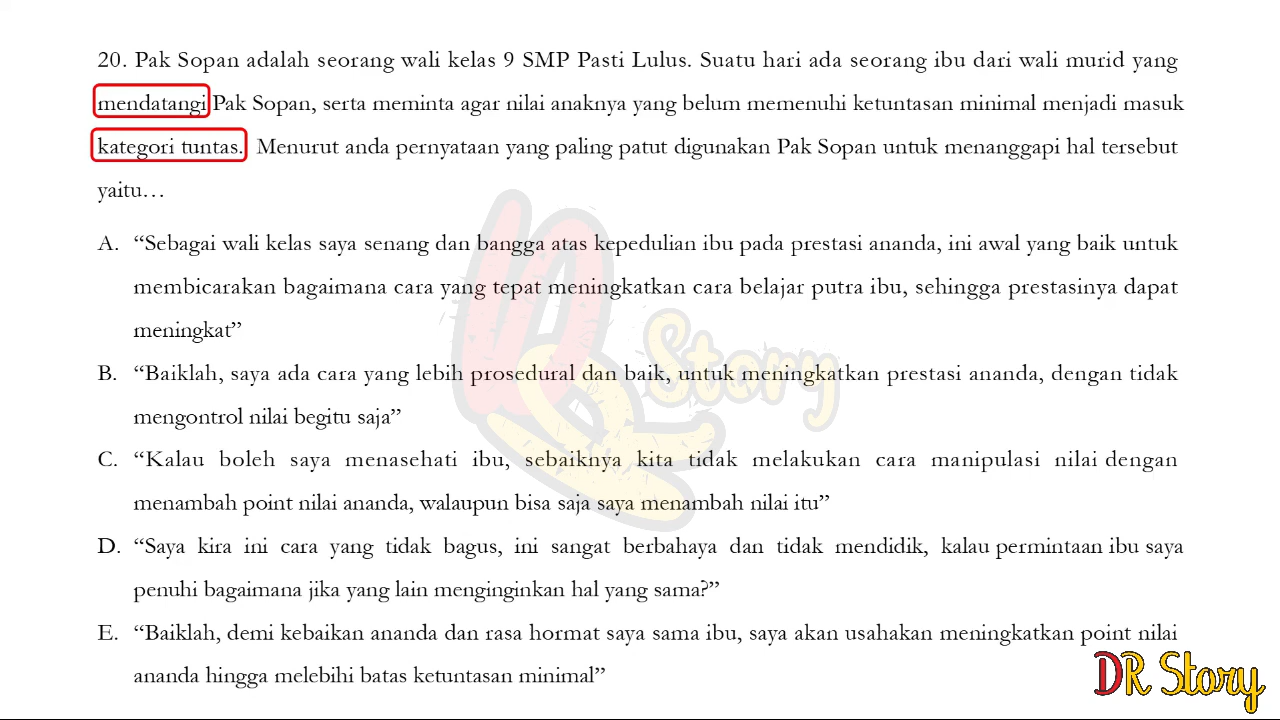 20. Pak Sopan adalah seorang wali kelas 9 SMP Pasti Lulus. Suatu hari ada seorang ibu dari wali murid yang
mendatangi Pak Sopan, serta meminta agar nilai anaknya yang belum memenuhi ketuntasan minimal menjadi masuk
kategori tuntas. Menurut anda pernyataan yang paling patut digunakan Pak Sopan untuk menanggapi hal tersebut
yaitu…
A. “Sebagai wali kelas saya senang dan bangga atas kepedulian ibu pada prestasi ananda, ini awal yang baik untuk
membicarakan bagaimana cara yang tepat meningkatkan cara belajar putra ibu, sehingga prestasinya dapat
meningkat”
B. “Baiklah, saya ada cara yang lebih prosedural dan baik, untuk meningkatkan prestasi ananda, dengan tidak
mengontrol nilai begitu saja”
C. “Kalau boleh saya menasehati ibu, sebaiknya kita tidak melakukan cara manipulasi nilai dengan
menambah point nilai ananda, walaupun bisa saja saya menambah nilai itu”
D. “Saya kira ini cara yang tidak bagus, ini sangat berbahaya dan tidak mendidik, kalau permintaan ibu saya
penuhi bagaimana jika yang lain menginginkan hal yang sama?”
E. “Baiklah, demi kebaikan ananda dan rasa hormat saya sama ibu, saya akan usahakan meningkatkan point nilai
ananda hingga melebihi batas ketuntasan minimal”
Story
DR Story